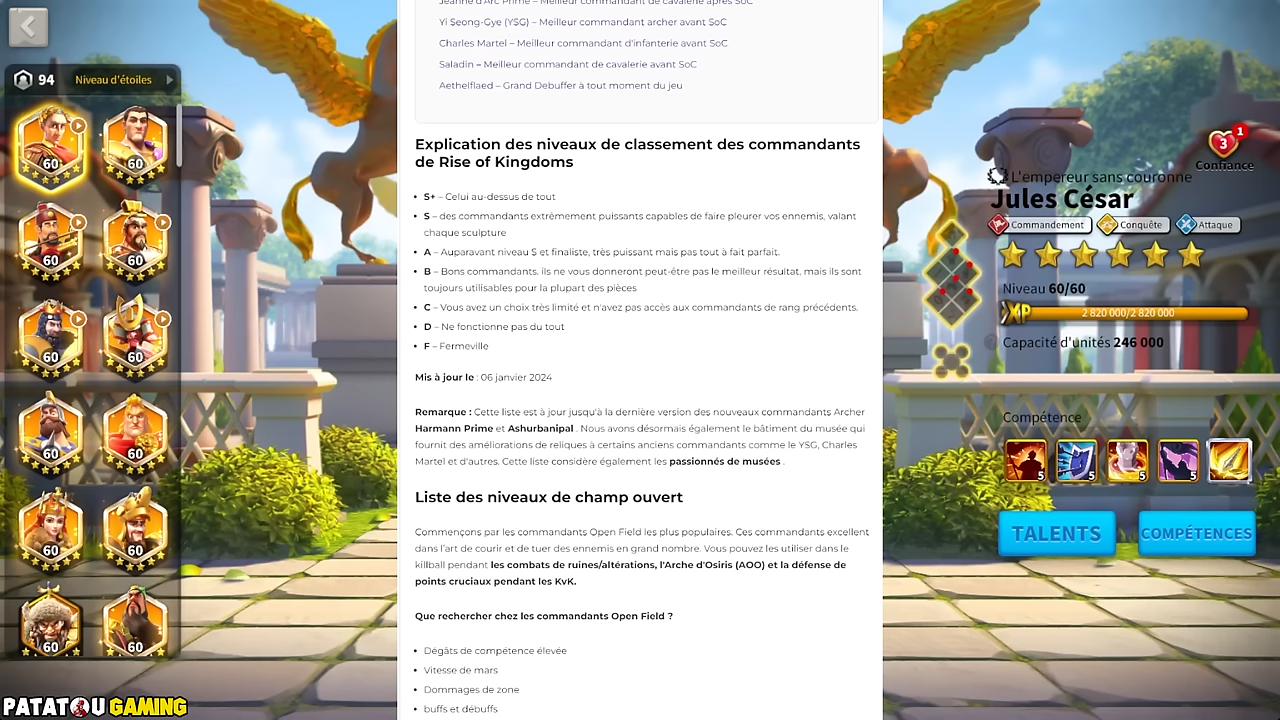 94 Niveau d'étoiles
60 60
60 60
60 60
60 60
60 60
60 60
PATATOU GAMING
Jeanne d'Arc Prime – Meilleur commandant de cavalerie après SoC
Yi Seong-Gye (YSG) – Meilleur commandant archer avant SoC
Charles Martel – Meilleur commandant d'infanterie avant SoC
Saladin – Meilleur commandant de cavalerie avant SoC
Aethelflaed – Grand Debuffer à tout moment du jeu
Explication des niveaux de classement des commandants
de Rise of Kingdoms
• S+ – Celui au-dessus de tout
• S – des commandants extrêmement puissants capables de faire pleurer vos ennemis, valant
chaque sculpture
• A – Auparavant niveau S et finaliste, très puissant mais pas tout à fait parfait.
• B – Bons commandants. ils ne vous donneront peut-être pas le meilleur résultat, mais ils sont
toujours utilisables pour la plupart des pièces
• C – Vous avez un choix très limité et n'avez pas accès aux commandants de rang précédents.
• D – Ne fonctionne pas du tout
• F – Fermeville
Mis à jour le : 06 janvier 2024
Remarque : Cette liste est à jour jusqu'à la dernière version des nouveaux commandants Archer
Harmann Prime et Ashurbanipal . Nous avons désormais également le bâtiment du musée qui
fournit des améliorations de reliques à certains anciens commandants comme le YSG, Charles
Martel et d'autres. Cette liste considère également les passionnés de musées .
Liste des niveaux de champ ouvert
Commençons par les commandants Open Field les plus populaires. Ces commandants excellent
dans l'art de courir et de tuer des ennemis en grand nombre. Vous pouvez les utiliser dans le
killball pendant les combats de ruines/altérations, l'Arche d'Osiris (AOO) et la défense de
points cruciaux pendant les KvK.
Que rechercher chez les commandants Open Field ?
• Dégâts de compétence élevée
• Vitesse de mars
• Dommages de zone
• buffs et débuffs
3 1
Confiance
L'empereur sans couronne
Jules César
Commandement Conquête Attaque
Niveau 60/60
XP 2 820 000/2 820 000
Capacité d'unités 246 000
Compétence
5 5 5 5
TALENTS COMPÉTENCES